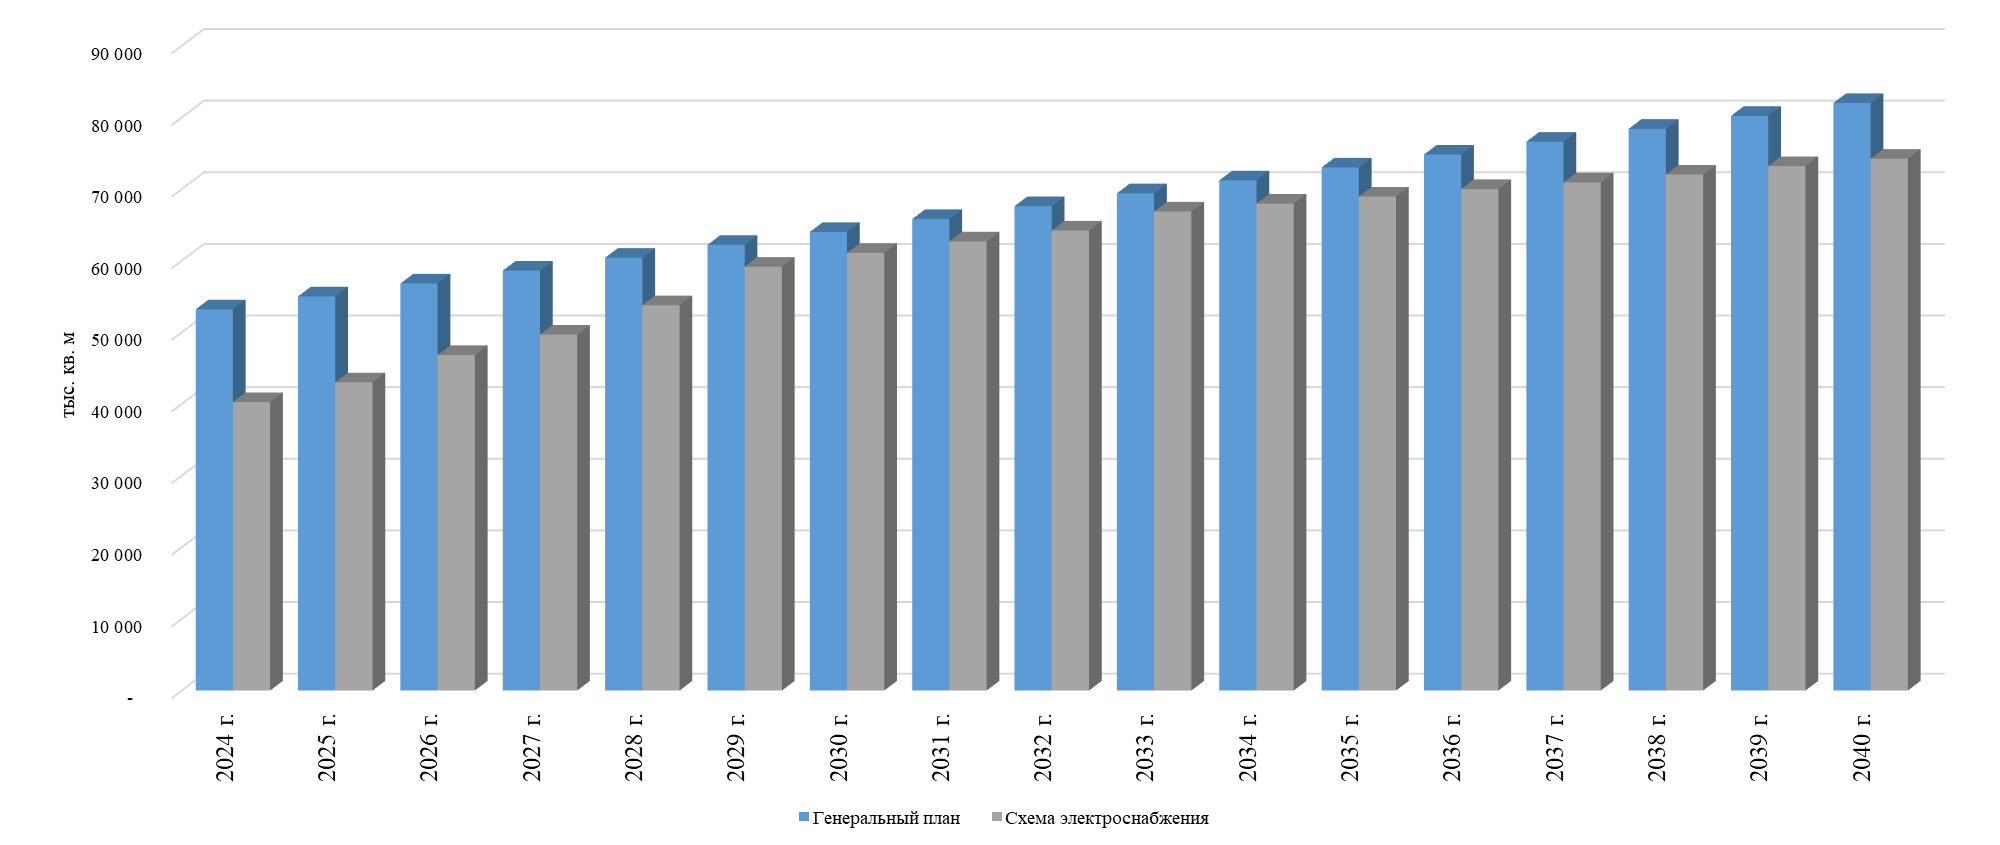 90 000
80 000
70 000
60 000
50 000
40 000
30 000
20 000
10 000
-
тыс. кв. м
2024 г.
2025 г.
2026 г.
2027 г.
2028 г.
2029 г.
2030 г.
2031 г.
2032 г.
2033 г.
2034 г.
2035 г.
2036 г.
2037 г.
2038 г.
2039 г.
2040 г.
Генеральный план
Схема электроснабжения